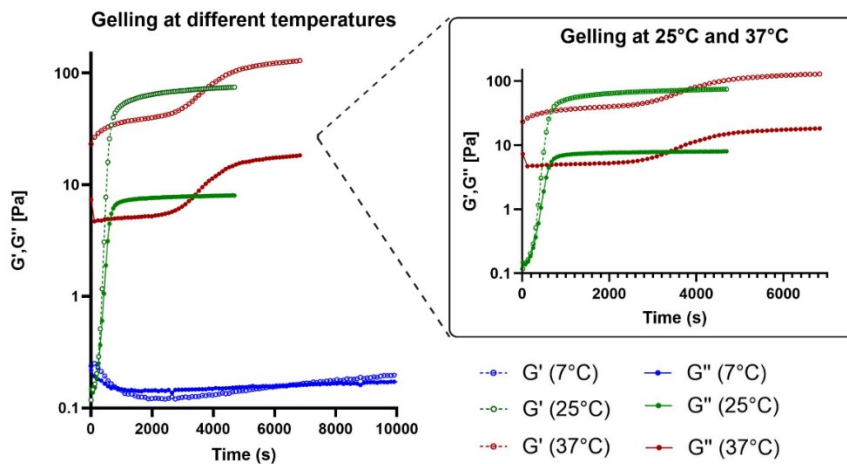 Gelling at different temperatures
G',G'' [Pa]
100
10
1
0.1
0
2000
4000
6000
8000
10000
Time (s)
Gelling at 25°C and 37°C
G',G'' [Pa]
100
10
1
0.1
0
2000
4000
6000
Time (s)
G' (7°C)
G'' (7°C)
G' (25°C)
G'' (25°C)
G' (37°C)
G'' (37°C)